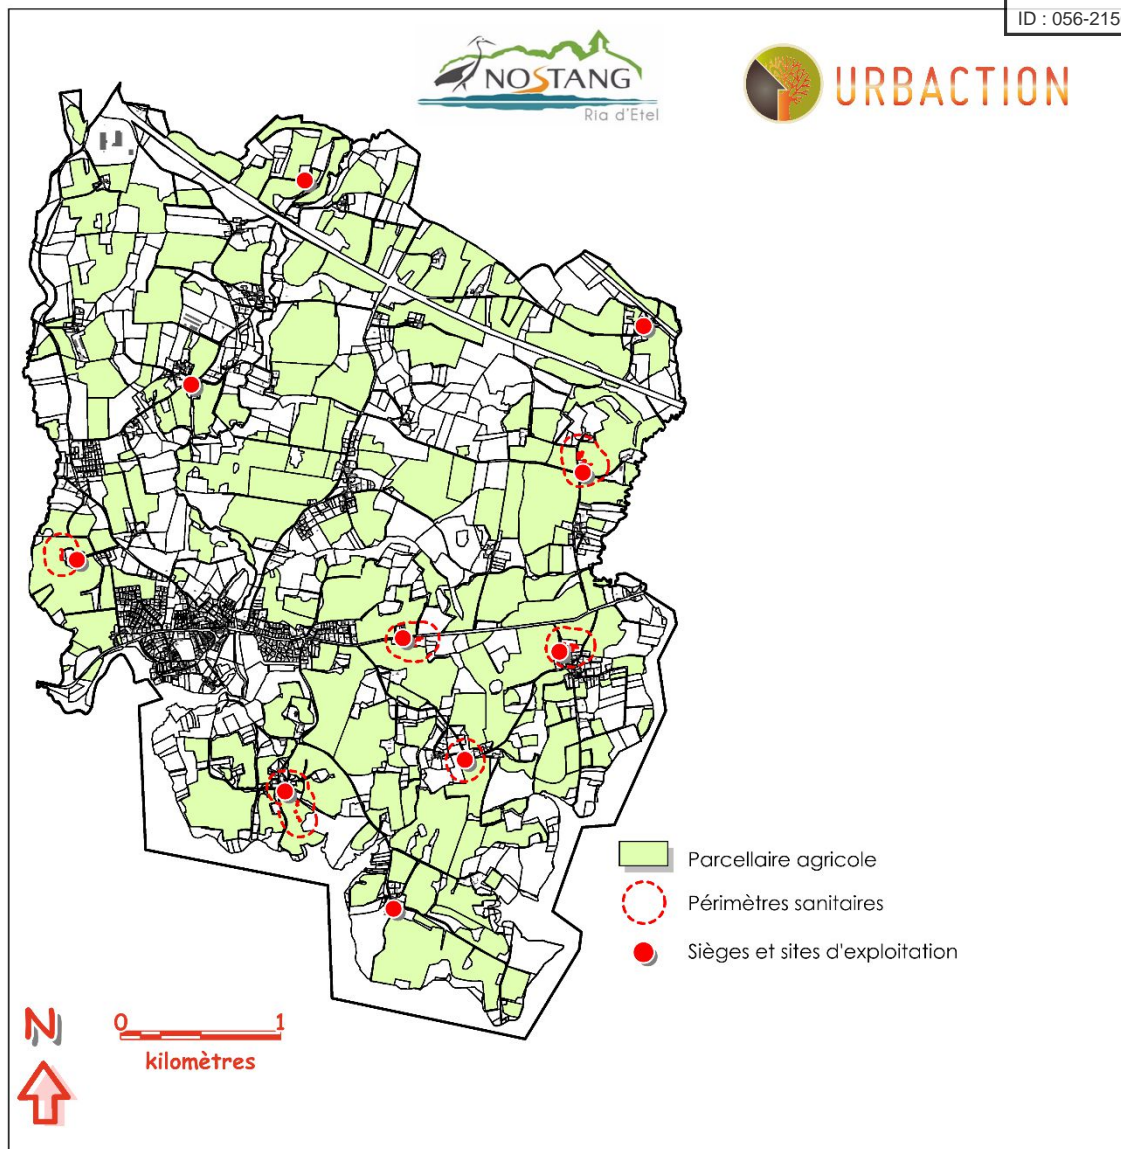 ID : 056-215
NOSTANG
Ria d'Etel
URBACTION
Parcellaire agricole
Périmètres sanitaires
Sièges et sites d'exploitation
N
0 1
kilomètres